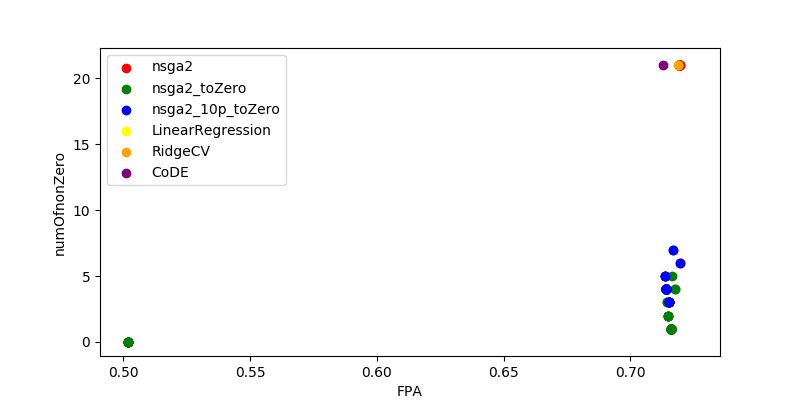 nsga2
nsga2_toZero
nsga2_10p_toZero
LinearRegression
RidgeCV
CoDE
numOfnonZero
20
15
10
5
0
0.50
0.55
0.60
0.65
0.70
FPA